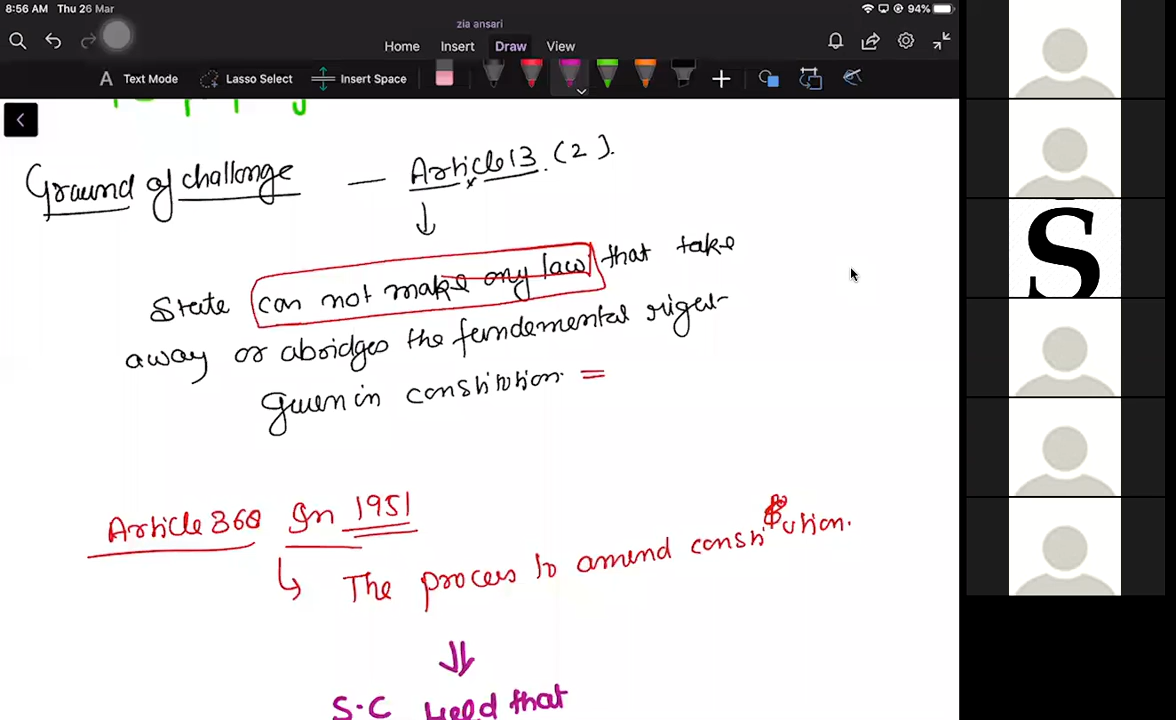 8:56 AM Thu 26 Mar
94%
zia ansari
Home Insert Draw View
Text Mode Lasso Select Insert Space
Ground of challenge — Article 13.(2).
State can not make any law that take
away or abridges the fundemental right
given in constitution =
Article 368 In 1951
The process to amend constitution.
S.C Held that
S